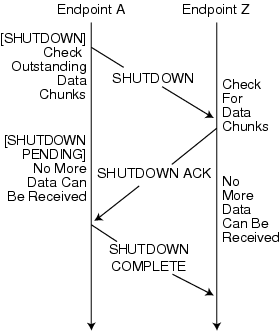 Endpoint A
Endpoint Z
[SHUTDOWN]
Check
Outstanding
Data
Chunks
SHUTDOWN
Check
For
Data
Chunks
[SHUTDOWN
PENDING]
No More
Data Can
Be Received
SHUTDOWN ACK
No
More
Data
Can Be
Received
SHUTDOWN
COMPLETE